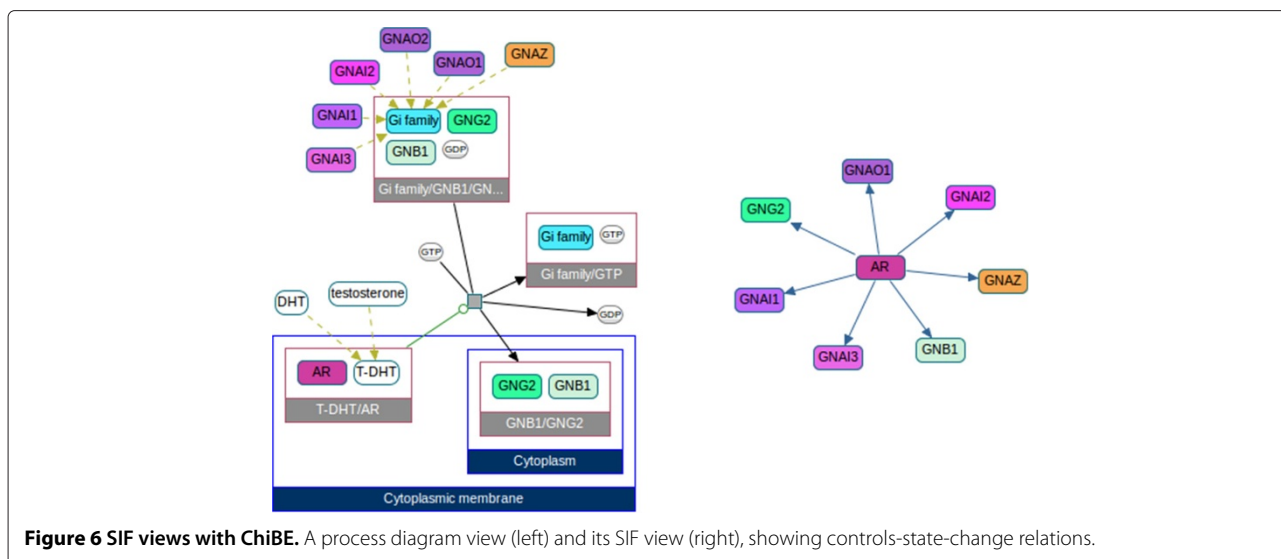 GNAO2
GNAO1
GNAZ
GNAI2
GNAI1
GNAI3
Gi family
GNG2
GNB1
GDP
Gi family/GNB1/GN...
GTP
Gi family
GTP
Gi family/GTP
GDP
DHT
testosterone
AR
T-DHT
T-DHT/AR
GNG2
GNB1
GNB1/GNG2
Cytoplasm
Cytoplasmic membrane
GNAO1
GNAI2
GNG2
AR
GNAZ
GNAI1
GNAI3
GNB1
Figure 6 SIF views with ChiBE. A process diagram view (left) and its SIF view (right), showing controls-state-change relations.